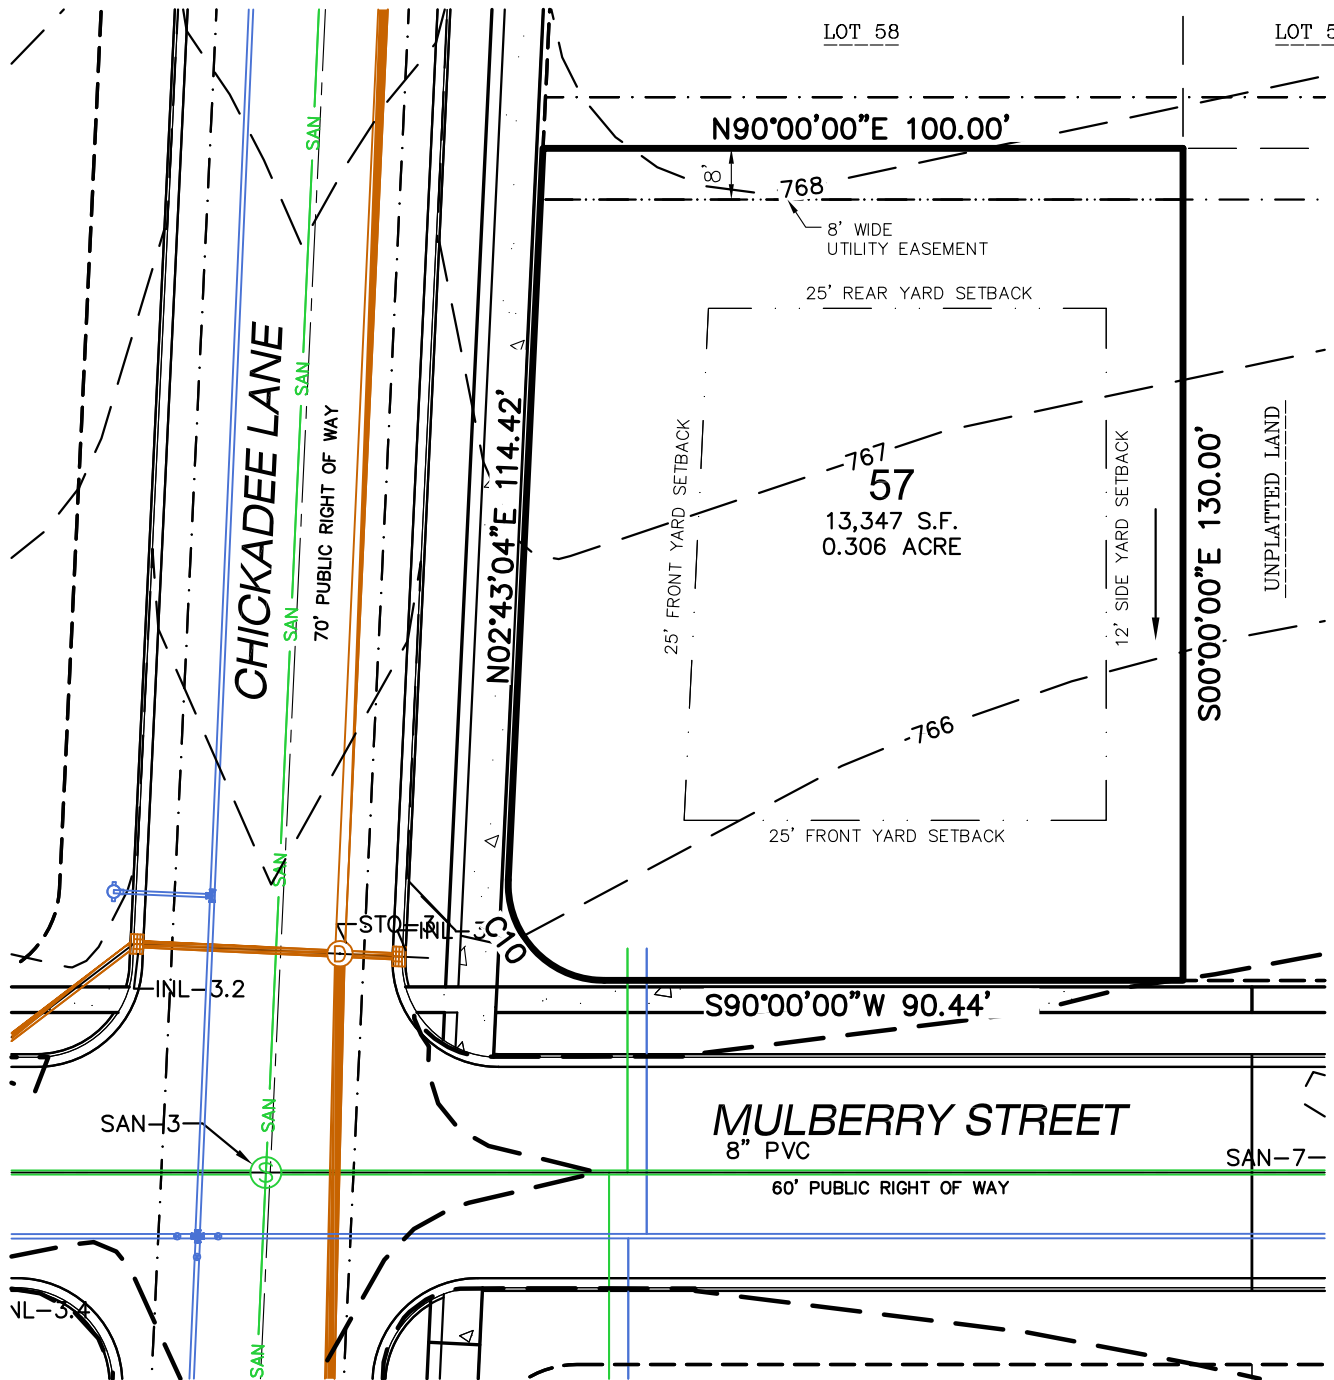 LOT 58
LOT 5
N90°00'00"E 100.00'
8'
768
8' WIDE
UTILITY EASEMENT
25' REAR YARD SETBACK
SAN
SAN
SAN
SAN
SAN
SAN
CHICKADEE LANE
70' PUBLIC RIGHT OF WAY
N02°43'04"E 114.42'
25' FRONT YARD SETBACK
767
57
13,347 S.F.
0.306 ACRE
12' SIDE YARD SETBACK
S00°00'00"E 130.00'
UNPLATTED LAND
766
25' FRONT YARD SETBACK
STO-3
D
INL-3
C10
INL-3.2
S90°00'00"W 90.44'
SAN-3
S
MULBERRY STREET
8" PVC
SAN-7
60' PUBLIC RIGHT OF WAY
NL-3.4